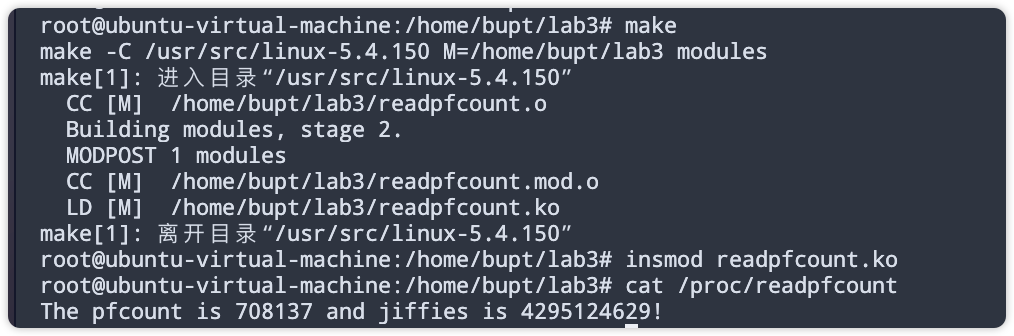 root@ubuntu-virtual-machine:/home/bupt/lab3# make
make -C /usr/src/linux-5.4.150 M=/home/bupt/lab3 modules
make[1]: 进入目录“/usr/src/linux-5.4.150”
  CC [M]  /home/bupt/lab3/readpfcount.o
  Building modules, stage 2.
  MODPOST 1 modules
  CC [M]  /home/bupt/lab3/readpfcount.mod.o
  LD [M]  /home/bupt/lab3/readpfcount.ko
make[1]: 离开目录“/usr/src/linux-5.4.150”
root@ubuntu-virtual-machine:/home/bupt/lab3# insmod readpfcount.ko
root@ubuntu-virtual-machine:/home/bupt/lab3# cat /proc/readpfcount
The pfcount is 708137 and jiffies is 4295124629!